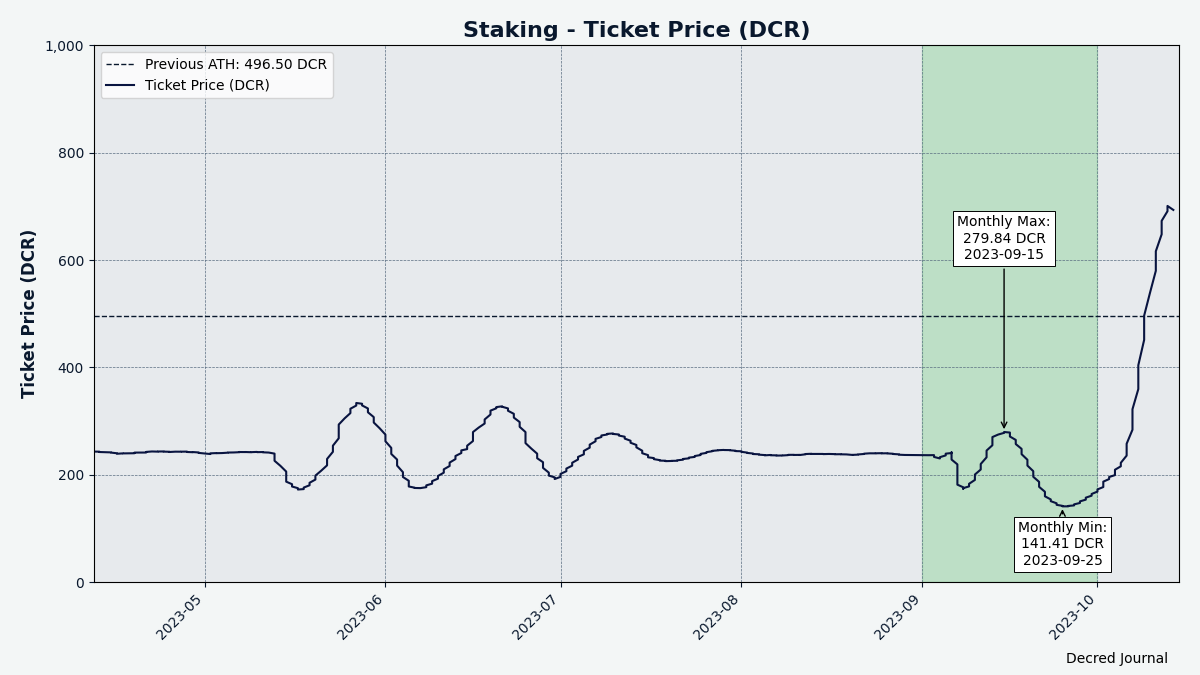 Staking - Ticket Price (DCR)
Previous ATH: 496.50 DCR
Ticket Price (DCR)
Ticket Price (DCR)
1,000
800
600
400
200
0
Monthly Max:
279.84 DCR
2023-09-15
Monthly Min:
141.41 DCR
2023-09-25
2023-05
2023-06
2023-07
2023-08
2023-09
2023-10
Decred Journal